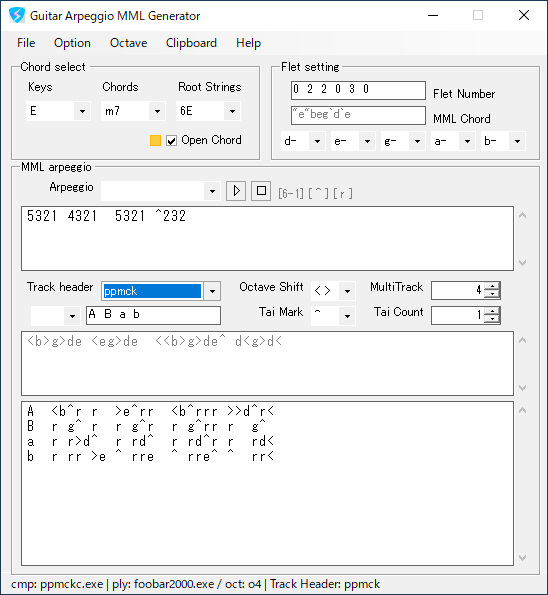 Guitar Arpeggio MML Generator
File Option Octave Clipboard Help
Chord select
Keys Chords Root Strings
E m7 6E
Open Chord
Flet setting
0 2 2 0 3 0 Flet Number
"e"beg`d`e MML Chord
d- e- g- a- b-
MML arpeggio
Arpeggio [6-1] [ ^ ] [ r ]
5321 4321  5321 ^232
Track header ppmck Octave Shift <> MultiTrack 4
A B a b Tai Mark ^ Tai Count 1
<b>g>de <eg>de  <<b>g>de^ d<g>d<
A  <b^r r  >e^rr  <b^rrr >>d^r<
B  r g^ r  r g^r  r g^rr r  g^
a  r r>d^  r rd^  r rd^r r  rd<
b  r rr >e ^ rre  ^ rre^ ^  rr<
cmp: ppmckc.exe | ply: foobar2000.exe / oct: o4 | Track Header: ppmck